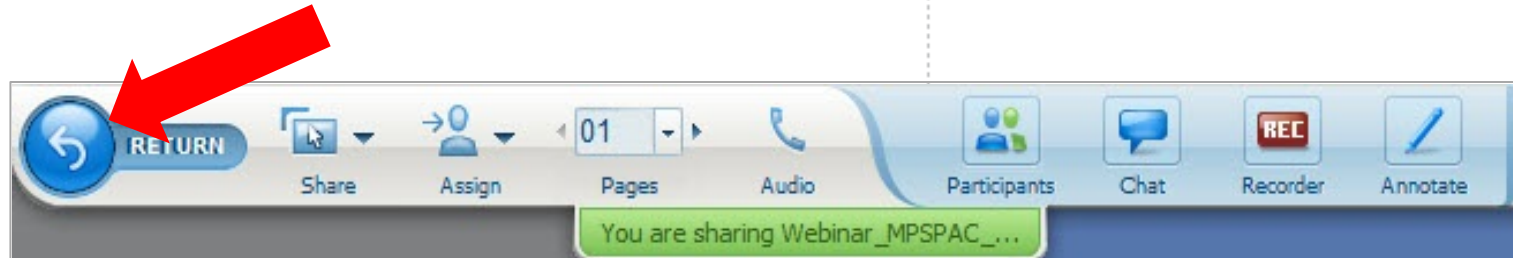 RETURN
01
REC
Share Assign Pages Audio Participants Chat Recorder Annotate
You are sharing Webinar_MPSPAC_...